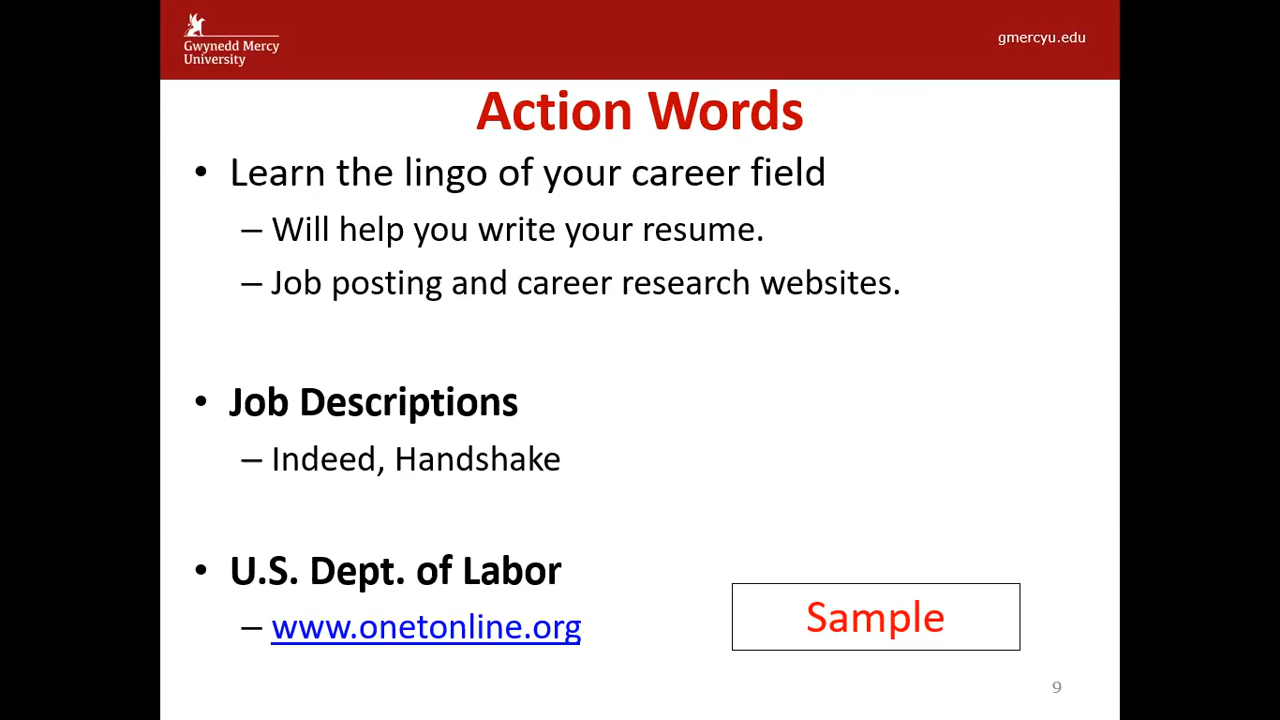 Gwynedd Mercy
University
gmercyu.edu
Action Words
• Learn the lingo of your career field
– Will help you write your resume.
– Job posting and career research websites.
• Job Descriptions
– Indeed, Handshake
• U.S. Dept. of Labor
– www.onetonline.org
Sample
9